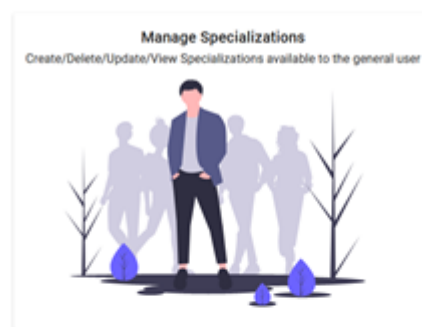 Manage Specializations
Create/Delete/Update/View Specializations available to the general user